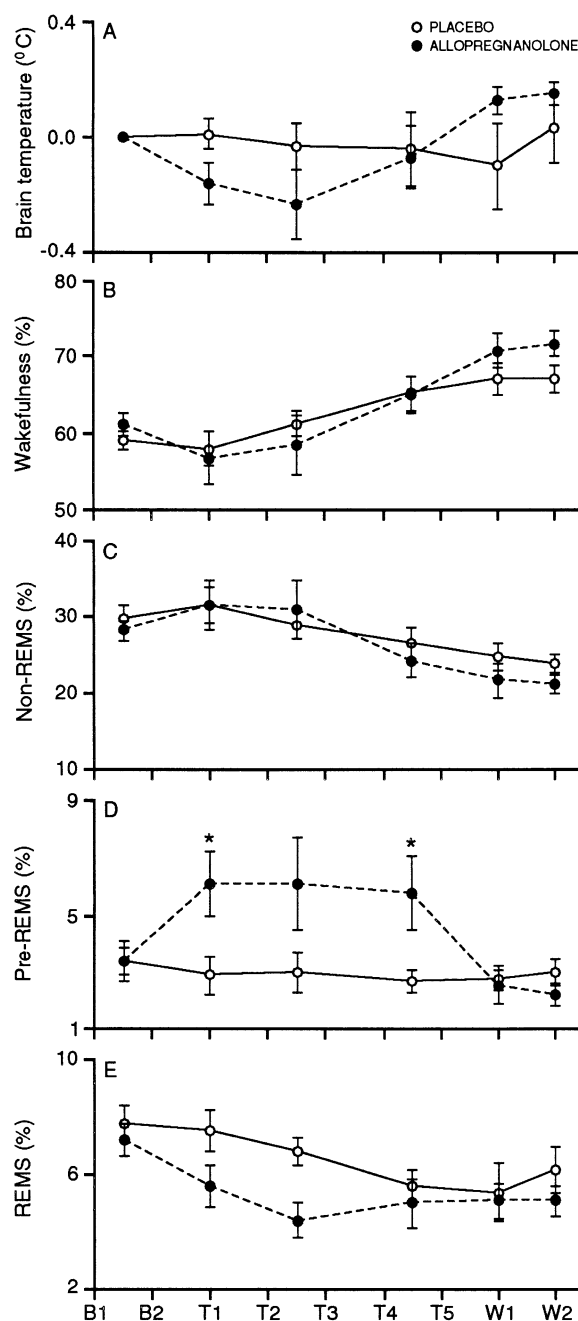 A
PLACEBO
ALLOPREGNANOLONE
Brain temperature (⁰C)
0.4
0.0
-0.4
B
Wakefulness (%)
80
70
60
50
C
Non-REMS (%)
40
30
20
10
D
Pre-REMS (%)
9
5
1
*
*
E
REMS (%)
10
6
2
B1 B2 T1 T2 T3 T4 T5 W1 W2